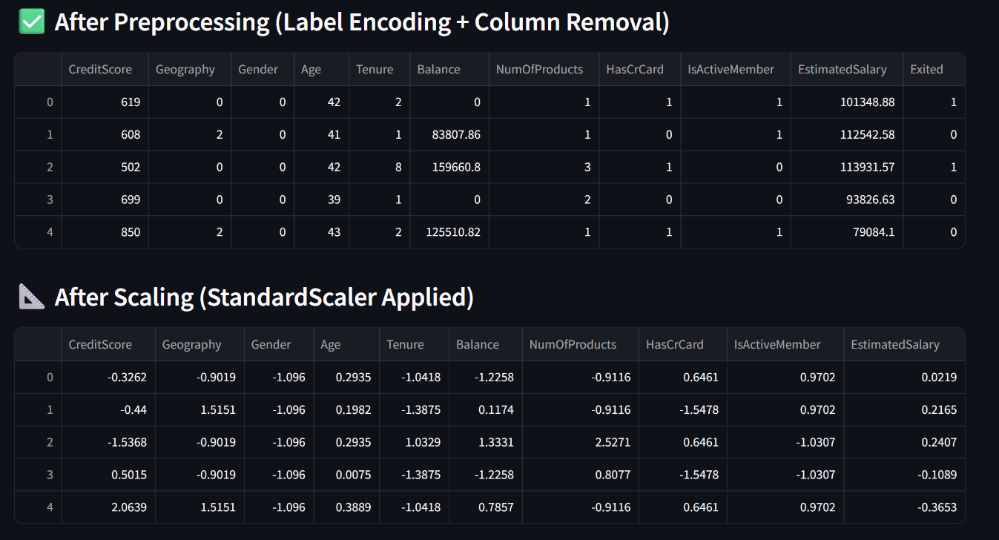 ✅ After Preprocessing (Label Encoding + Column Removal)
CreditScore Geography Gender Age Tenure Balance NumOfProducts HasCrCard IsActiveMember EstimatedSalary Exited
0 619 0 0 42 2 0 1 1 1 101348.88 1
1 608 2 0 41 1 83807.86 1 0 1 112542.58 0
2 502 0 0 42 8 159660.8 3 1 0 113931.57 1
3 699 0 0 39 1 0 2 0 0 93826.63 0
4 850 2 0 43 2 125510.82 1 1 1 79084.1 0
📐 After Scaling (StandardScaler Applied)
CreditScore Geography Gender Age Tenure Balance NumOfProducts HasCrCard IsActiveMember EstimatedSalary
0 -0.3262 -0.9019 -1.096 0.2935 -1.0418 -1.2258 -0.9116 0.6461 0.9702 0.0219
1 -0.44 1.5151 -1.096 0.1982 -1.3875 0.1174 -0.9116 -1.5478 0.9702 0.2165
2 -1.5368 -0.9019 -1.096 0.2935 1.0329 1.3331 2.5271 0.6461 -1.0307 0.2407
3 0.5015 -0.9019 -1.096 0.0075 -1.3875 -1.2258 0.8077 -1.5478 -1.0307 -0.1089
4 2.0639 1.5151 -1.096 0.3889 -1.0418 0.7857 -0.9116 0.6461 0.9702 -0.3653